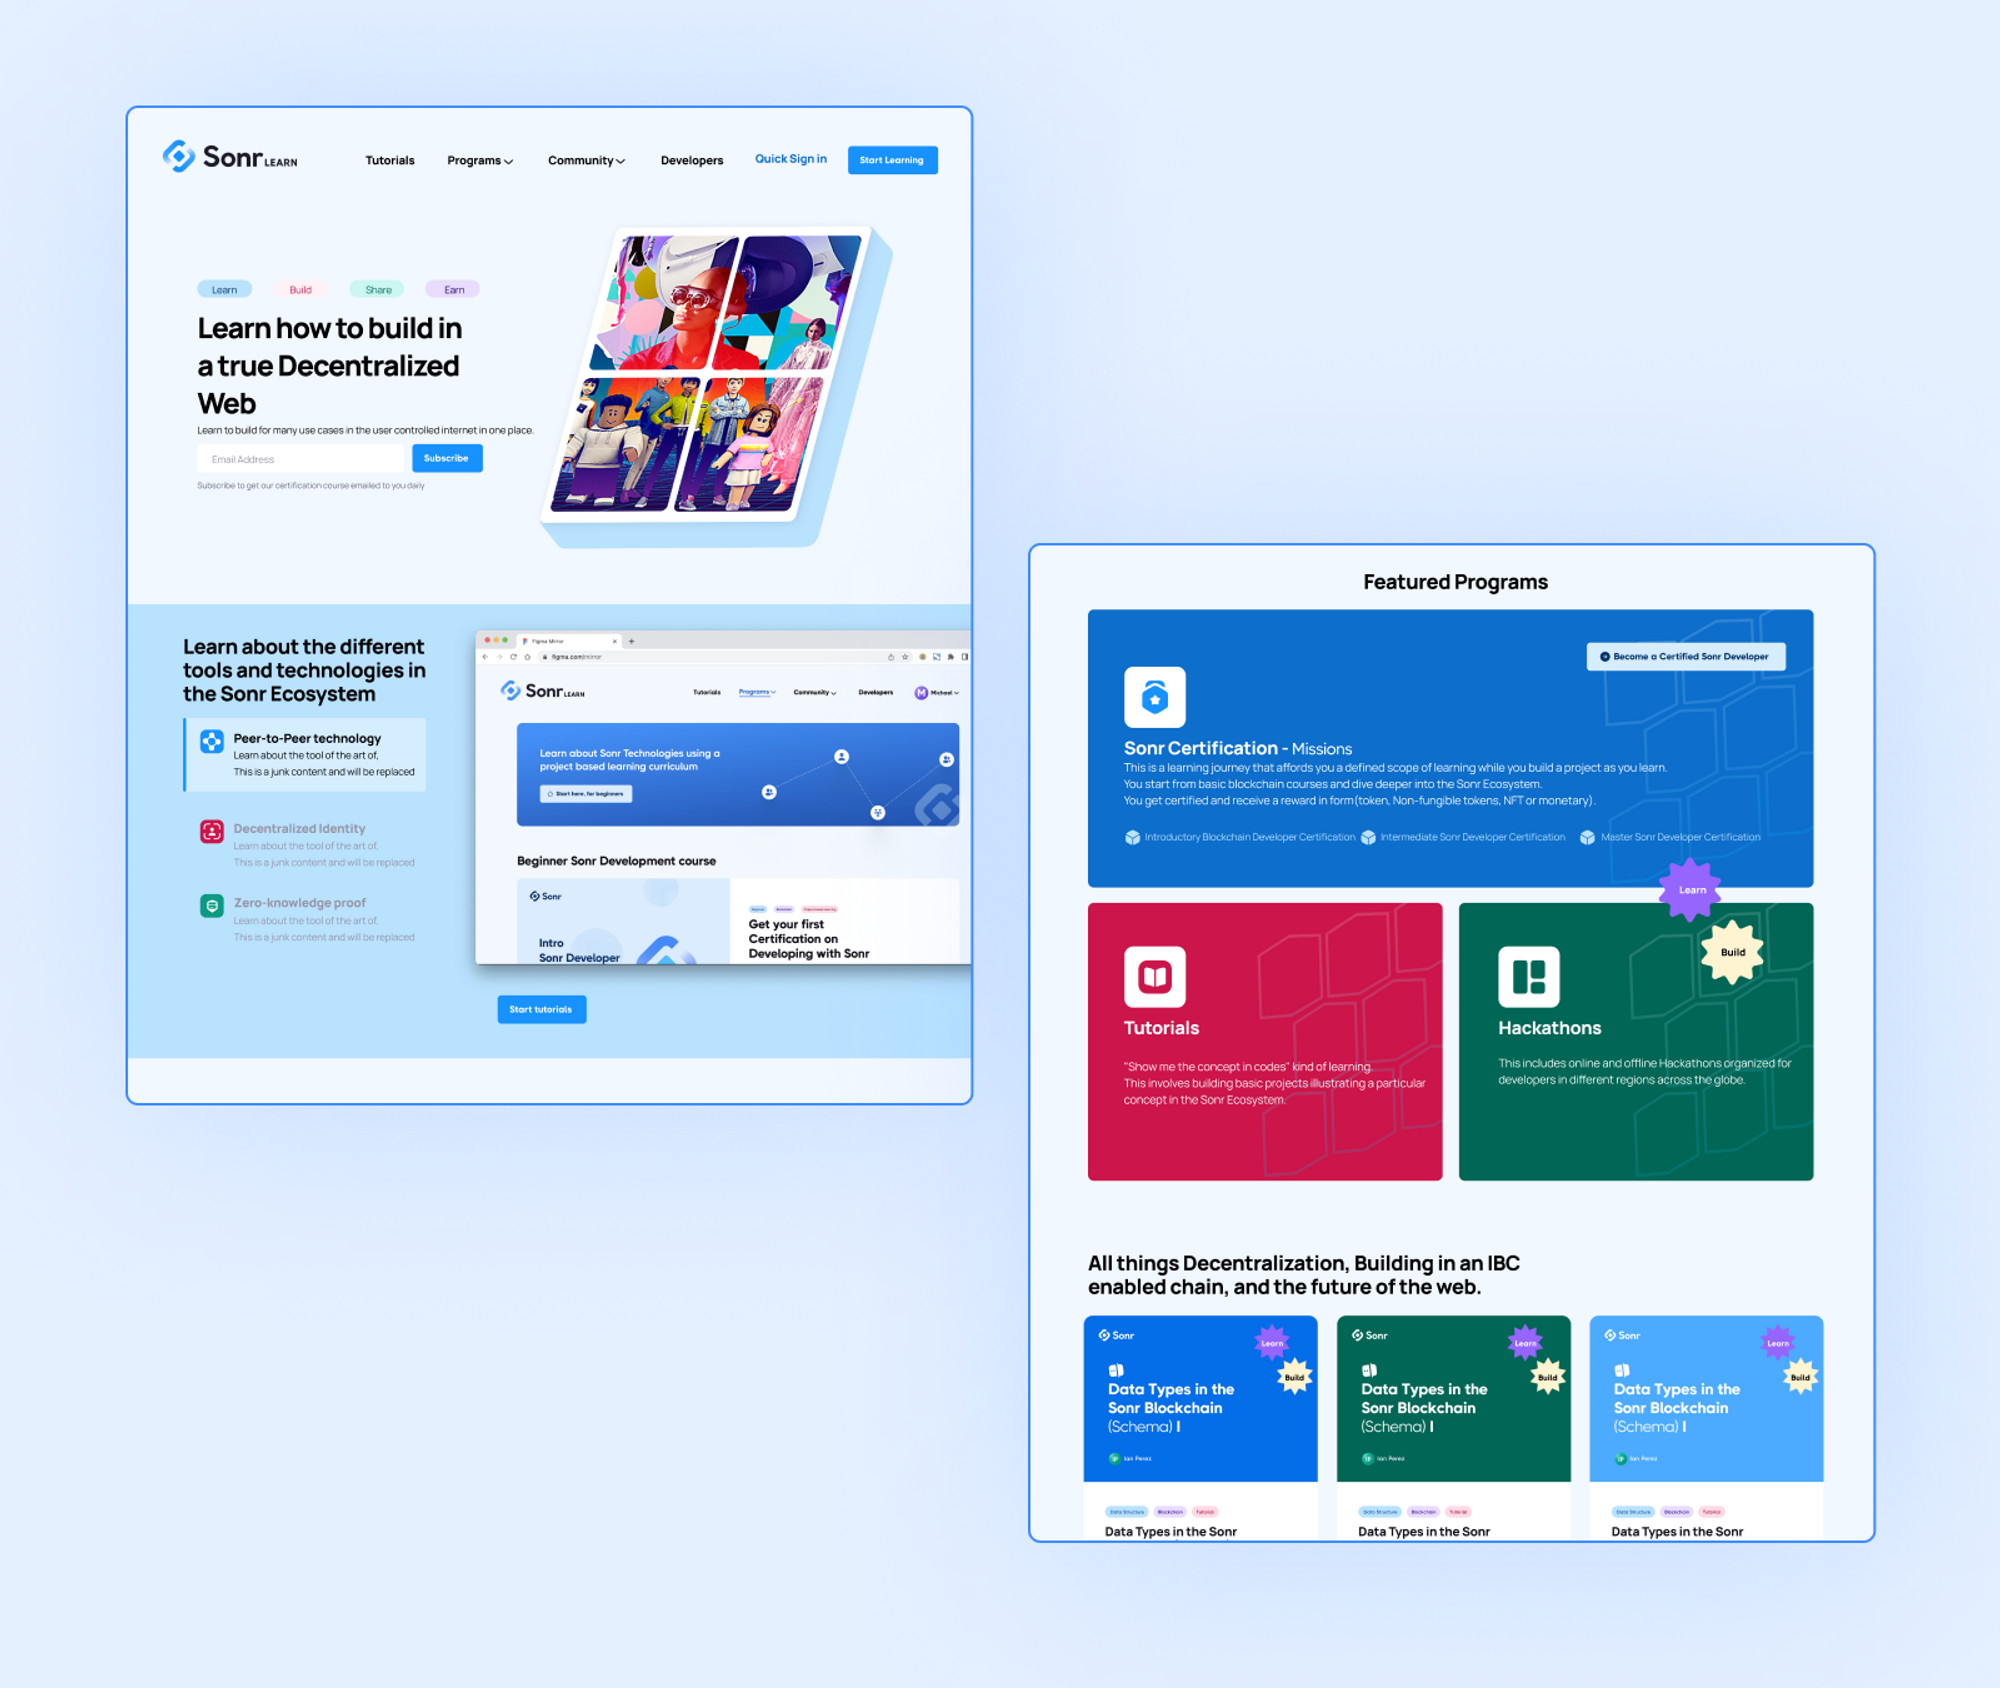 Sonr LEARN
Tutorials
Programs
Community
Developers
Quick Sign in
Start Learning
Learn
Build
Share
Earn
Learn how to build in
a true Decentralized
Web
Learn to build for many use cases in the user controlled internet in one place.
Email Address
Subscribe
Subscribe to get our certification course emailed to you daily
Learn about the different
tools and technologies in
the Sonr Ecosystem
Peer-to-Peer technology
Learn about the tool of the art of,
This is a junk content and will be replaced
Decentralized Identity
Learn about the tool of the art of,
This is a junk content and will be replaced
Zero-knowledge proof
Learn about the tool of the art of,
This is a junk content and will be replaced
Figma Mirror
figma.com/mirror
Sonr LEARN
Tutorials
Programs
Community
Developers
M
Michael
Learn about Sonr Technologies using a
project based learning curriculum
Start here, for beginners
Beginner Sonr Development course
Sonr
Intro
Sonr Developer
Beginner
Blockchain
Get your first
Certification on
Developing with Sonr
Start tutorials
Featured Programs
Become a Certified Sonr Developer
Sonr Certification - Missions
This is a learning journey that affords you a defined scope of learning while you build a project as you learn.
You start from basic blockchain courses and dive deeper into the Sonr Ecosystem.
You get certified and receive a reward in form(token, Non-fungible tokens, NFT or monetary).
Introductory Blockchain Developer Certification
Intermediate Sonr Developer Certification
Master Sonr Developer Certification
Learn
Tutorials
"Show me the concept in codes" kind of learning.
This involves building basic projects illustrating a particular
concept in the Sonr Ecosystem.
Build
Hackathons
This includes online and offline Hackathons organized for
developers in different regions across the globe.
All things Decentralization, Building in an IBC
enabled chain, and the future of the web.
Sonr
Learn
Build
Data Types in the
Sonr Blockchain
(Schema) I
IP
Ian Perez
Data Structure
Blockchain
Tutorial
Data Types in the Sonr
Sonr
Learn
Build
Data Types in the
Sonr Blockchain
(Schema) I
IP
Ian Perez
Data Structure
Blockchain
Tutorial
Data Types in the Sonr
Sonr
Learn
Build
Data Types in the
Sonr Blockchain
(Schema) I
IP
Ian Perez
Data Structure
Blockchain
Tutorial
Data Types in the Sonr